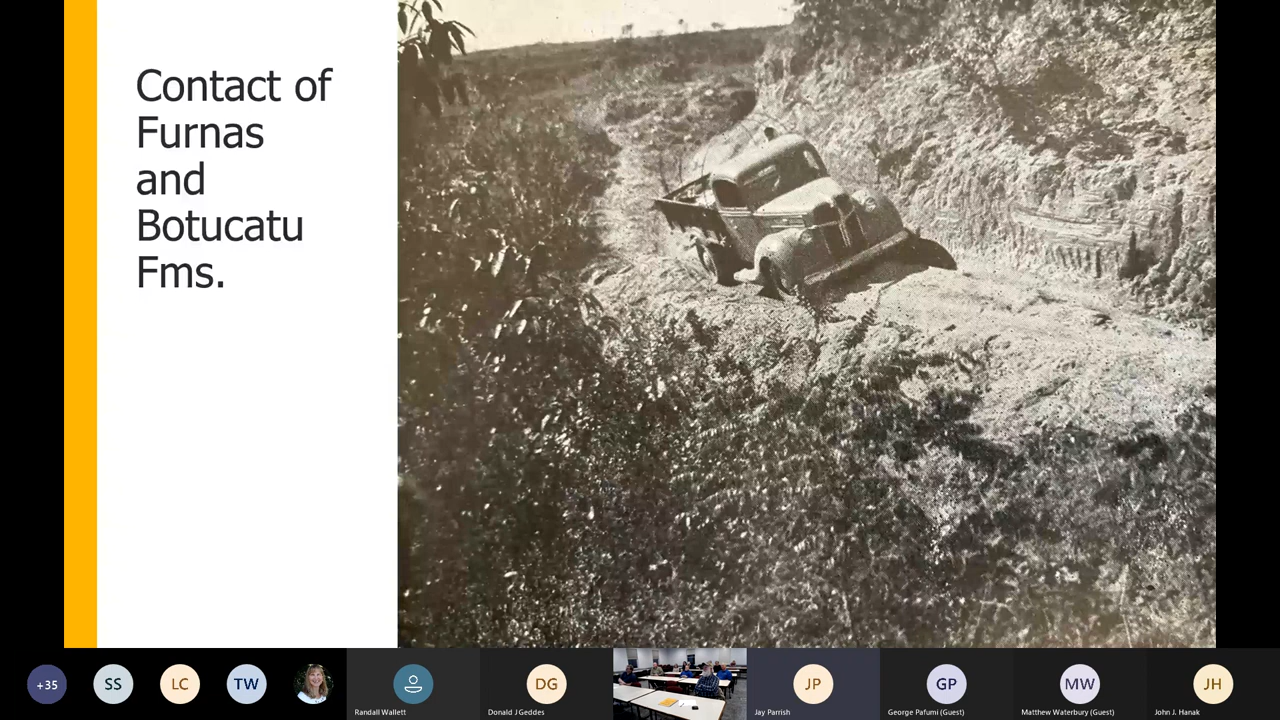 Contact of
Furnas
and
Botucatu
Fms.
+35
SS
LC
TW
DG
JP
GP
MW
JH
Randall Wallett
Donald J Geddes
Jay Parrish
George Pafumi (Guest)
Matthew Waterbury (Guest)
John J. Hanak